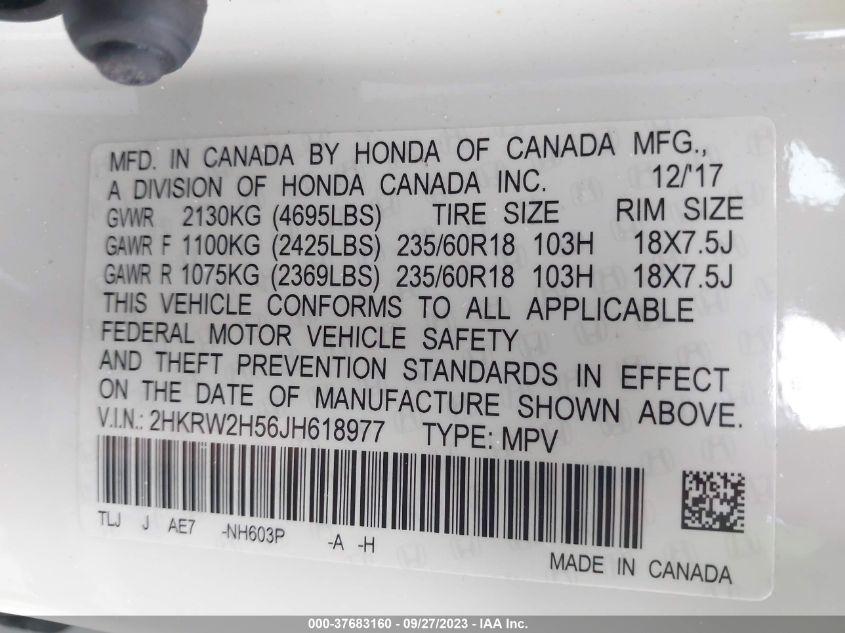 MFD. IN CANADA BY HONDA OF CANADA MFG.,
A DIVISION OF HONDA CANADA INC. 12/'17
GVWR 2130KG (4695LBS) TIRE SIZE RIM SIZE
GAWR F 1100KG (2425LBS) 235/60R18 103H 18X7.5J
GAWR R 1075KG (2369LBS) 235/60R18 103H 18X7.5J
THIS VEHICLE CONFORMS TO ALL APPLICABLE
FEDERAL MOTOR VEHICLE SAFETY
AND THEFT PREVENTION STANDARDS IN EFFECT
ON THE DATE OF MANUFACTURE SHOWN ABOVE.
V.I.N.: 2HKRW2H56JH618977 TYPE: MPV
TLJ J AE7 -NH603P -A -H
MADE IN CANADA
000-37683160 - 09/27/2023 - © IAA Inc.